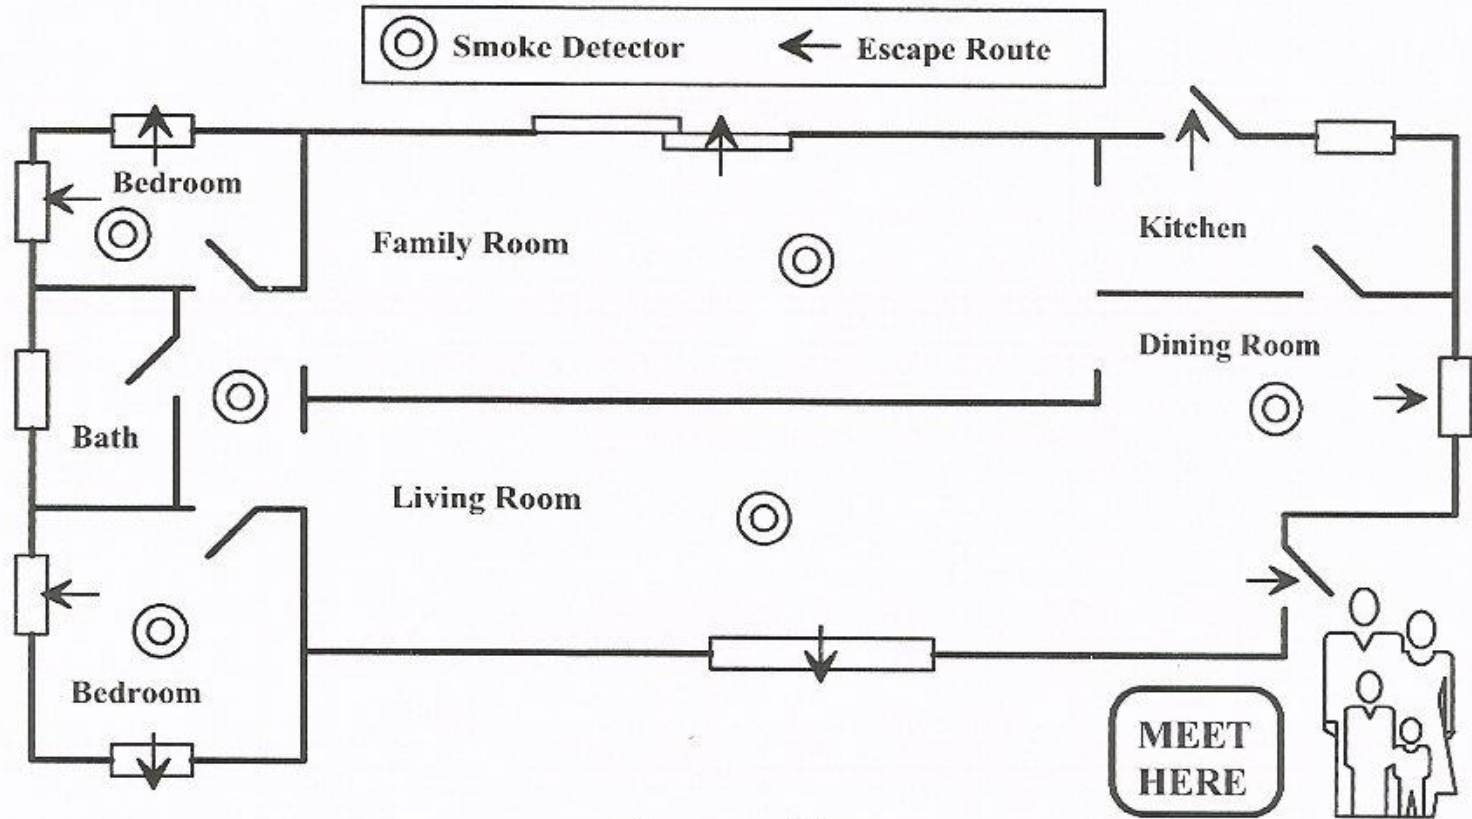 Smoke Detector
Escape Route
Bedroom
Family Room
Kitchen
Dining Room
Bath
Living Room
Bedroom
MEET
HERE